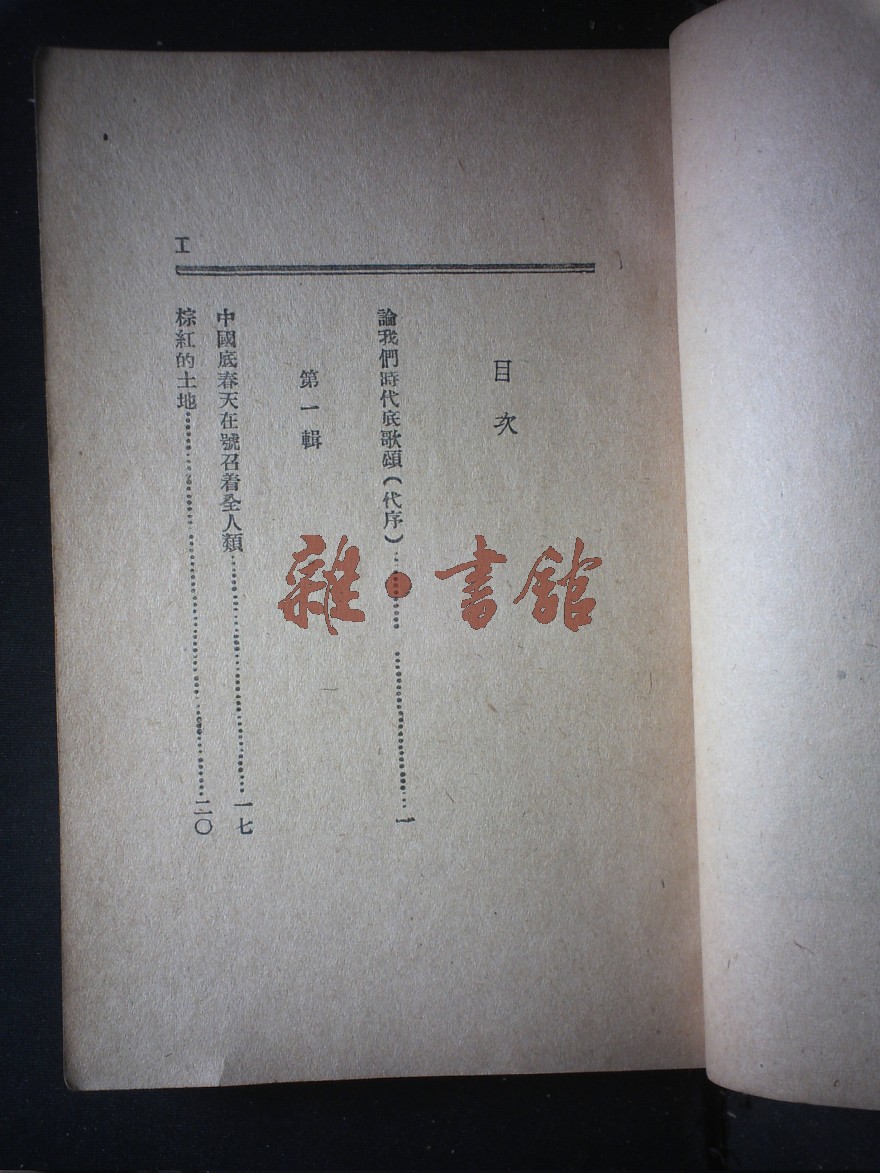 目次
論我們時代底歌頌(代序)……………………一
第一輯
中國底春天在號召着全人類……………………一七
棕紅的土地……………………二〇
I
雜•書館